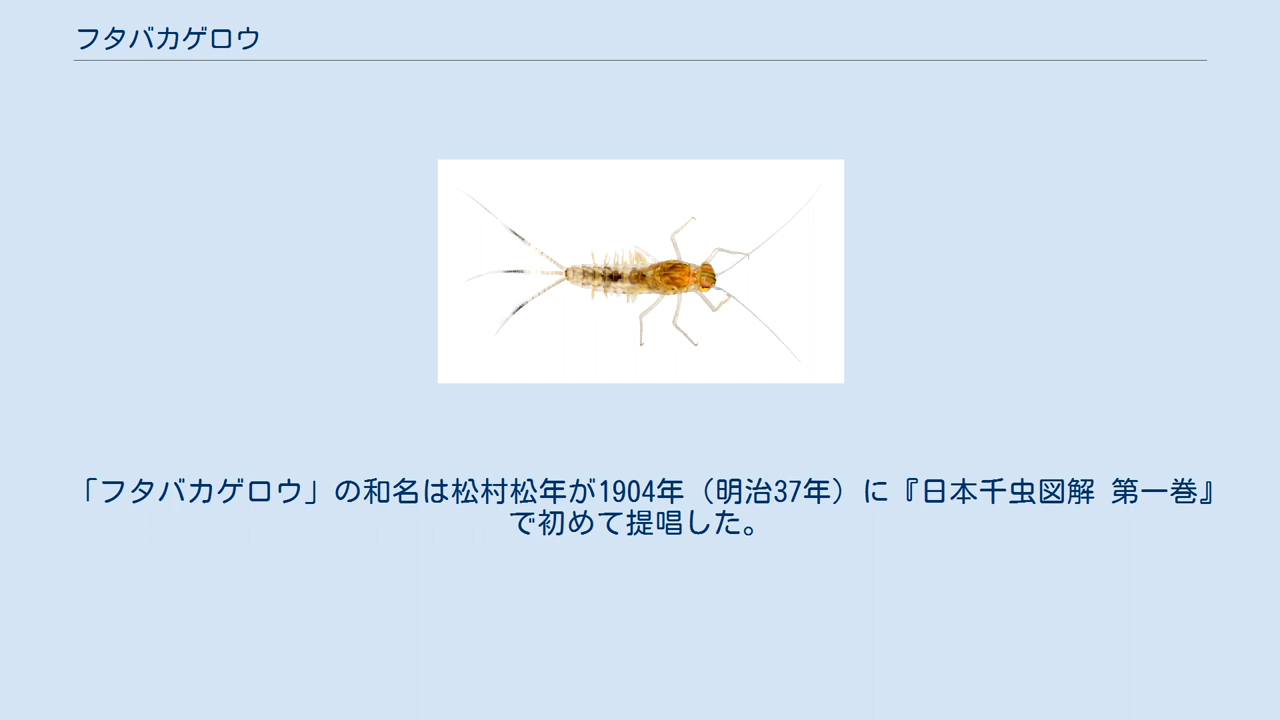 フタバカゲロウ
「フタバカゲロウ」の和名は松村松年が1904年（明治37年）に『日本千虫図解 第一巻』
で初めて提唱した。